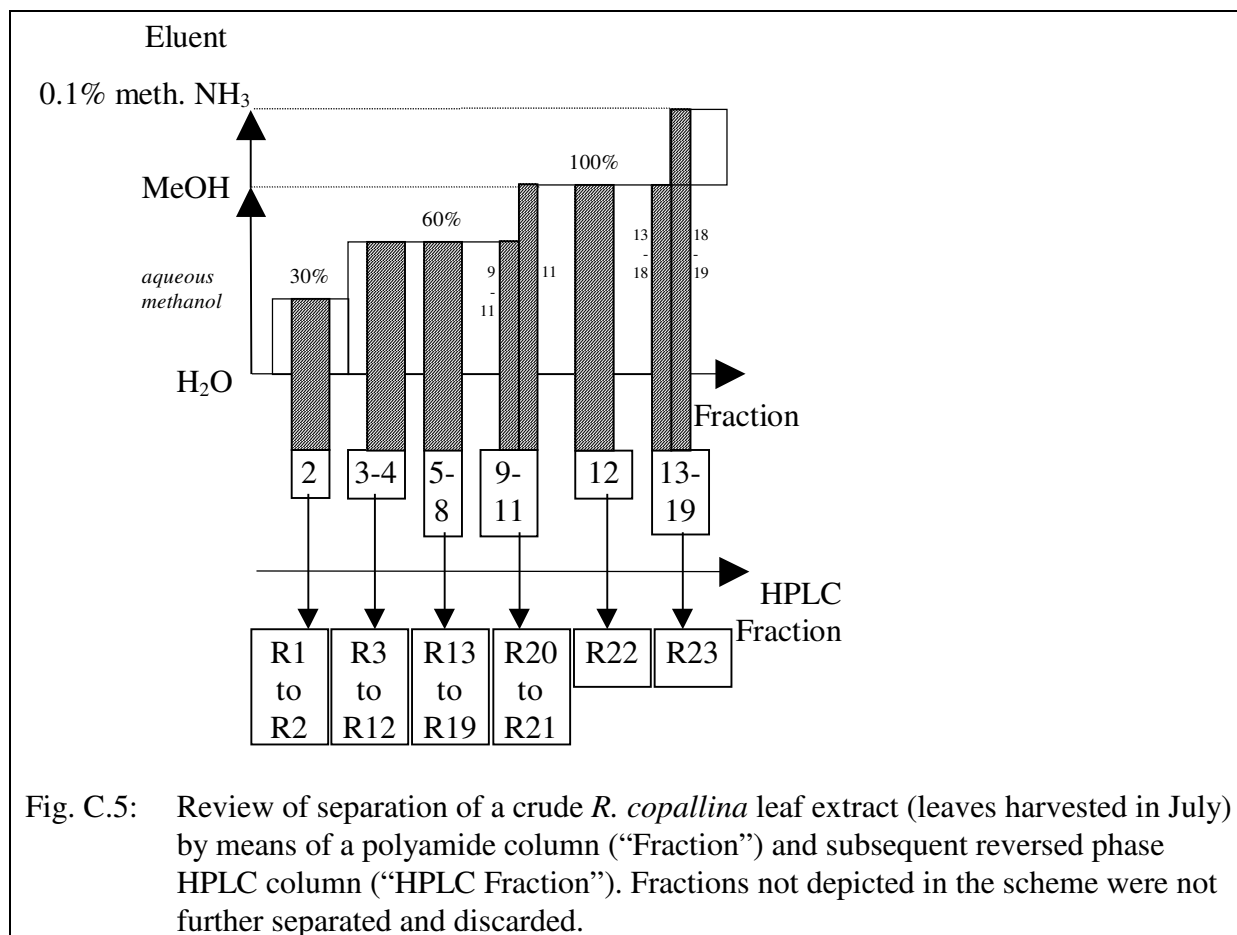 Eluent
0.1% meth. NH₃
100%
MeOH
60%
13
-
18
18
-
19
9
-
11
11
aqueous
methanol
30%
H₂O
Fraction
2
3-4
5-
8
9-
11
12
13-
19
HPLC
Fraction
R1
to
R2
R3
to
R12
R13
to
R19
R20
to
R21
R22
R23
Fig. C.5: Review of separation of a crude R. copallina leaf extract (leaves harvested in July)
by means of a polyamide column (“Fraction”) and subsequent reversed phase
HPLC column (“HPLC Fraction”). Fractions not depicted in the scheme were not
further separated and discarded.